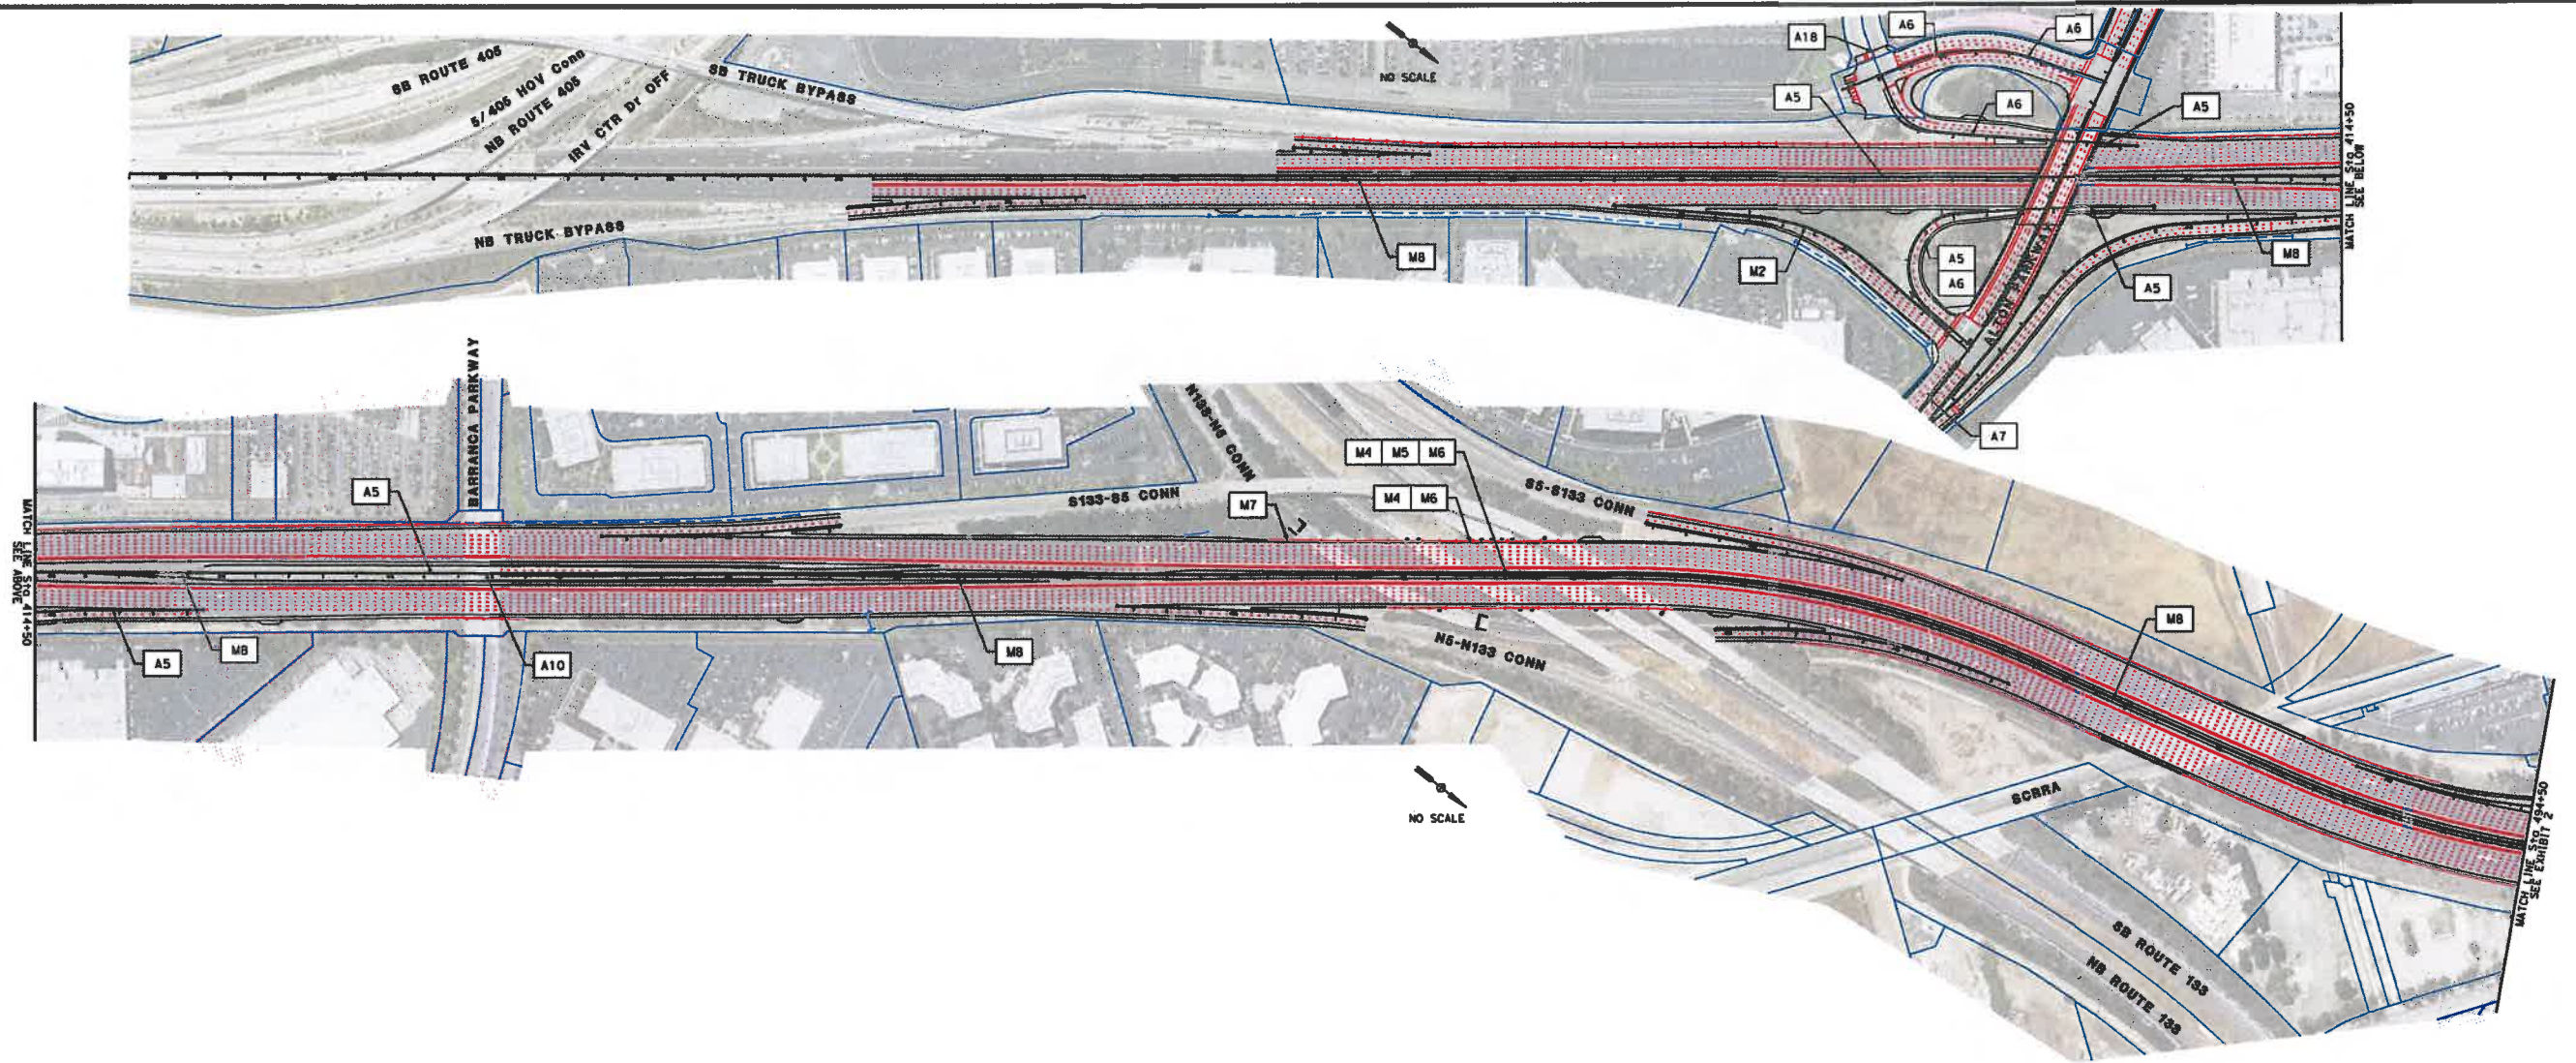 SB ROUTE 405
5/405 HOV Conn
NB ROUTE 405
IRV CTR Dr OFF
SB TRUCK BYPASS
NB TRUCK BYPASS
NO SCALE
A18
A6
A6
A5
A6
A5
M8
M2
A5
A6
ALTON PARKWAY
A5
M8
A7
MATCH LINE Sta 414+50
SEE BELOW
MATCH LINE Sta 414+50
SEE ABOVE
BARRANCA PARKWAY
A5
A5
M8
A10
M8
S133-S5 CONN
N133-N5 CONN
M7
M4 M5 M6
M4 M6
S5-S133 CONN
N5-N133 CONN
M8
NO SCALE
SCRRA
SB ROUTE 133
NB ROUTE 133
MATCH LINE Sta 494+50
SEE EXHIBIT 2